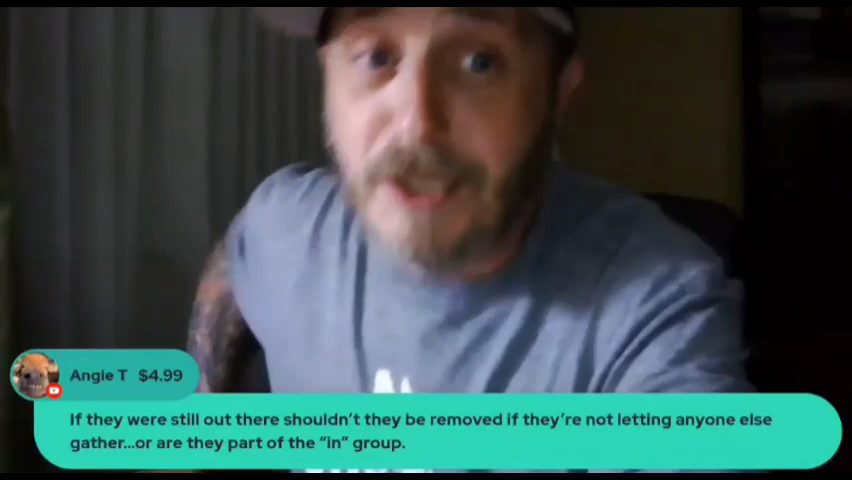 Angie T $4.99
If they were still out there shouldn't they be removed if they're not letting anyone else
gather...or are they part of the “in” group.